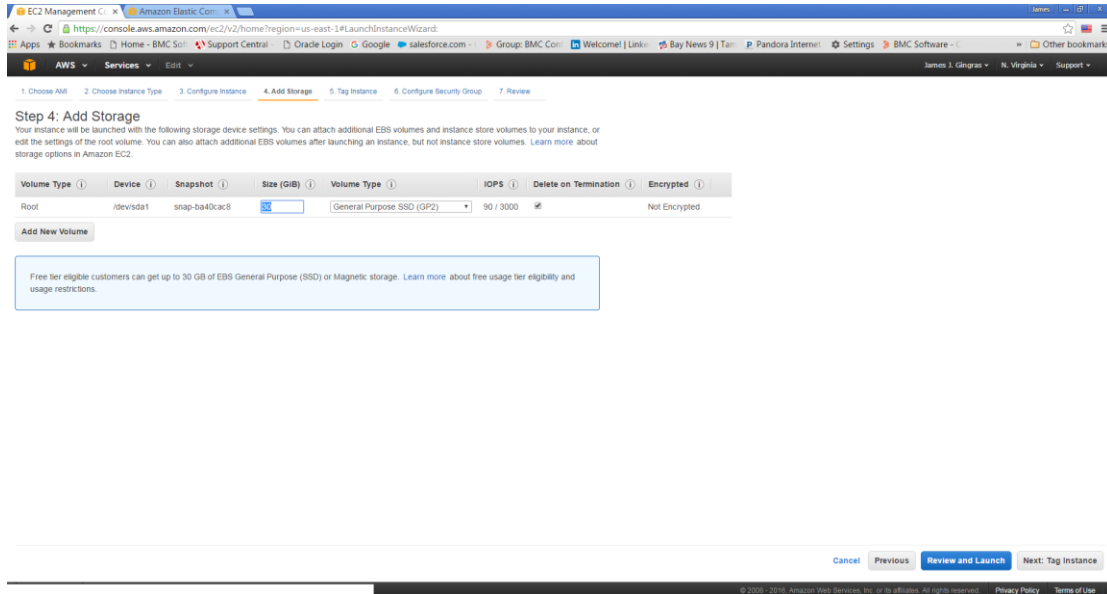 EC2 Management Co
Amazon Elastic Com
James
https://console.aws.amazon.com/ec2/v2/home?region=us-east-1#LaunchInstanceWizard:
Apps Bookmarks Home - BMC Soft Support Central - Oracle Login Google salesforce.com - Group: BMC Com Welcome! | Linke Bay News 9 | Tam Pandora Internet Settings BMC Software - C » Other bookmarks
AWS Services Edit James J. Gingras N. Virginia Support
1. Choose AMI 2. Choose Instance Type 3. Configure Instance 4. Add Storage 5. Tag Instance 6. Configure Security Group 7. Review
Step 4: Add Storage
Your instance will be launched with the following storage device settings. You can attach additional EBS volumes and instance store volumes to your instance, or
edit the settings of the root volume. You can also attach additional EBS volumes after launching an instance, but not instance store volumes. Learn more about
storage options in Amazon EC2.
Volume Type Device Snapshot Size (GiB) Volume Type IOPS Delete on Termination Encrypted
Root /dev/sda1 snap-ba40cac8 30 General Purpose SSD (GP2) 90 / 3000 Not Encrypted
Add New Volume
Free tier eligible customers can get up to 30 GB of EBS General Purpose (SSD) or Magnetic storage. Learn more about free usage tier eligibility and
usage restrictions.
Cancel Previous Review and Launch Next: Tag Instance
© 2008 - 2016, Amazon Web Services, Inc. or its affiliates. All rights reserved. Privacy Policy Terms of Use